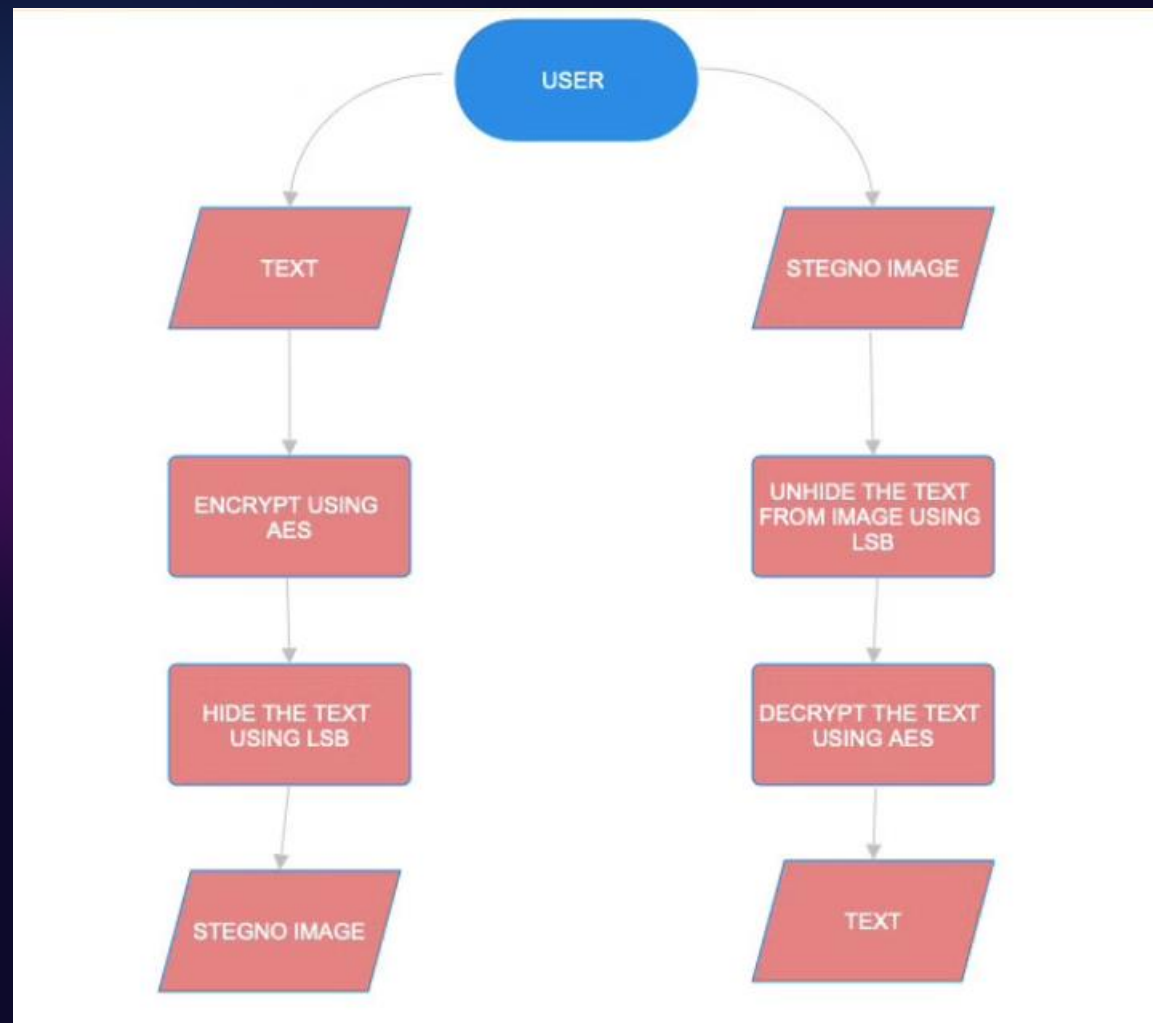 USER
TEXT
STEGNO IMAGE
ENCRYPT USING
AES
UNHIDE THE TEXT
FROM IMAGE USING
LSB
HIDE THE TEXT
USING LSB
DECRYPT THE TEXT
USING AES
STEGNO IMAGE
TEXT